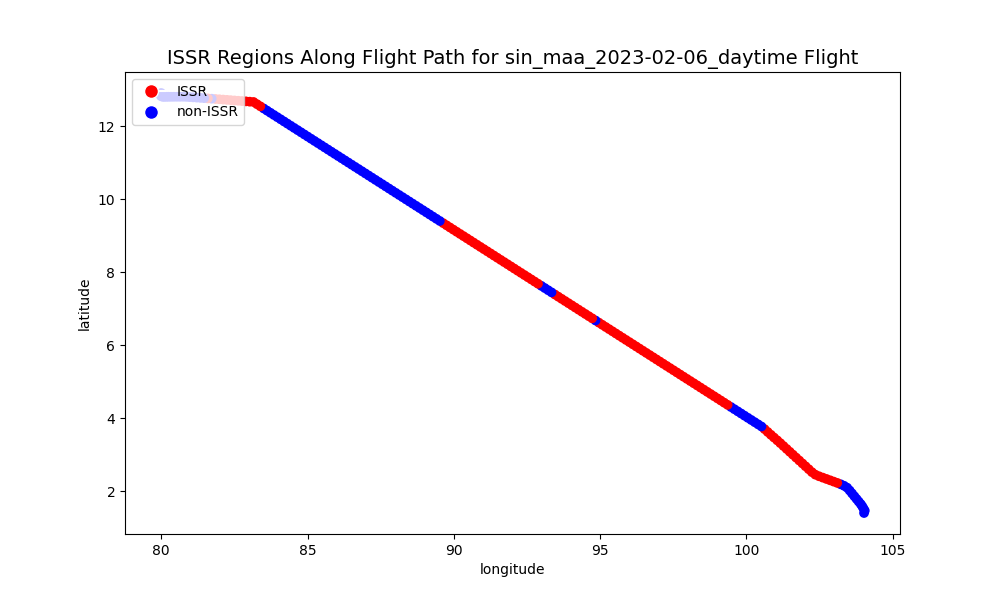 ISSR Regions Along Flight Path for sin_maa_2023-02-06_daytime Flight
ISSR
non-ISSR
12
10
8
6
4
2
latitude
80 85 90 95 100 105
longitude